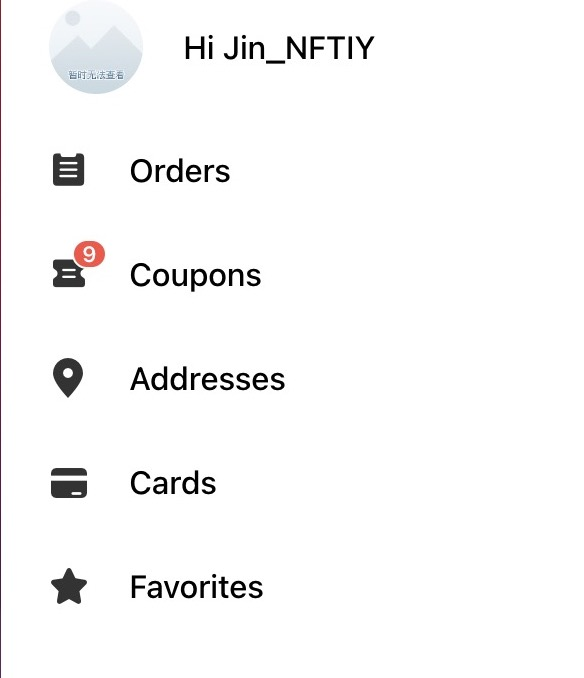 暂时无法查看
Hi Jin_NFTIY
Orders
9
Coupons
Addresses
Cards
Favorites